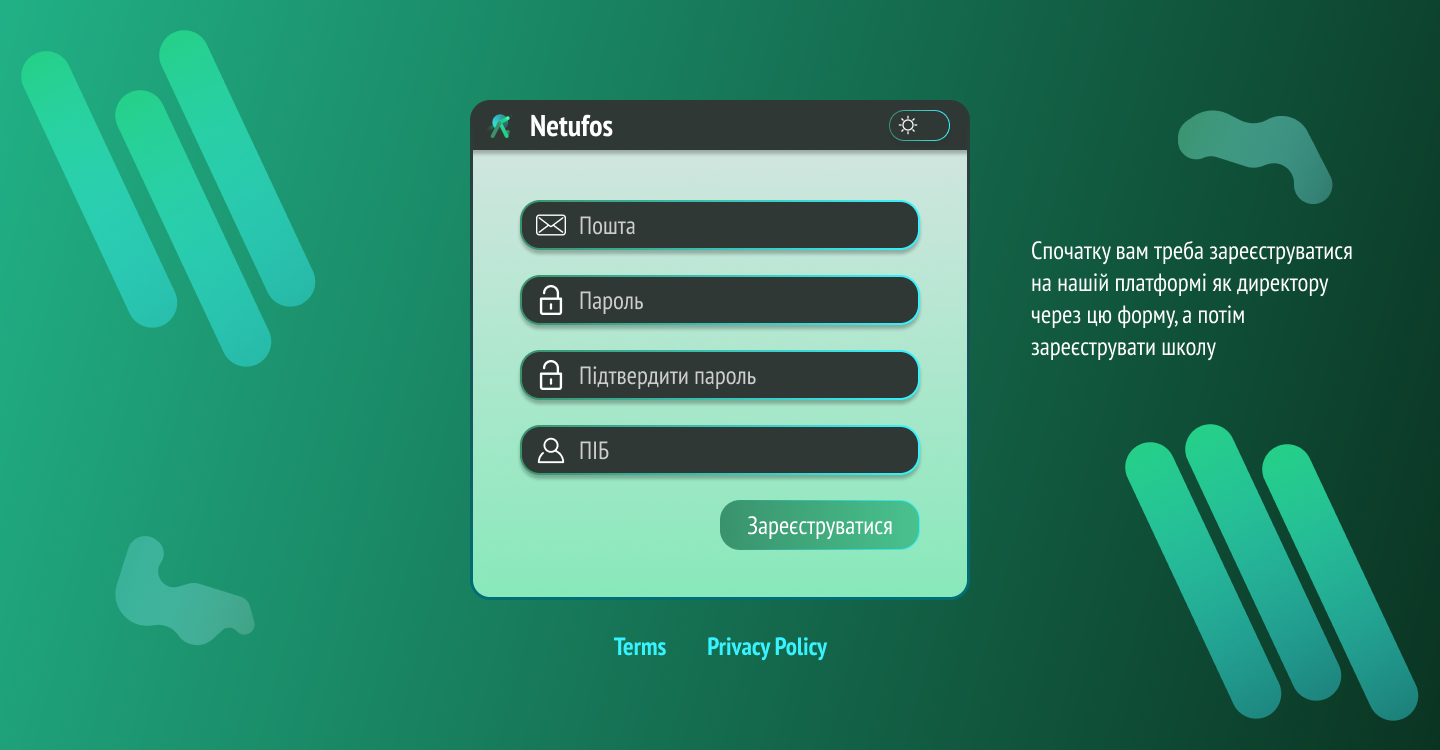 Netufos
Пошта
Пароль
Підтвердити пароль
ПІБ
Зареєструватися
Спочатку вам треба зареєструватися
на нашій платформі як директору
через цю форму, а потім
зареєструвати школу
Terms Privacy Policy